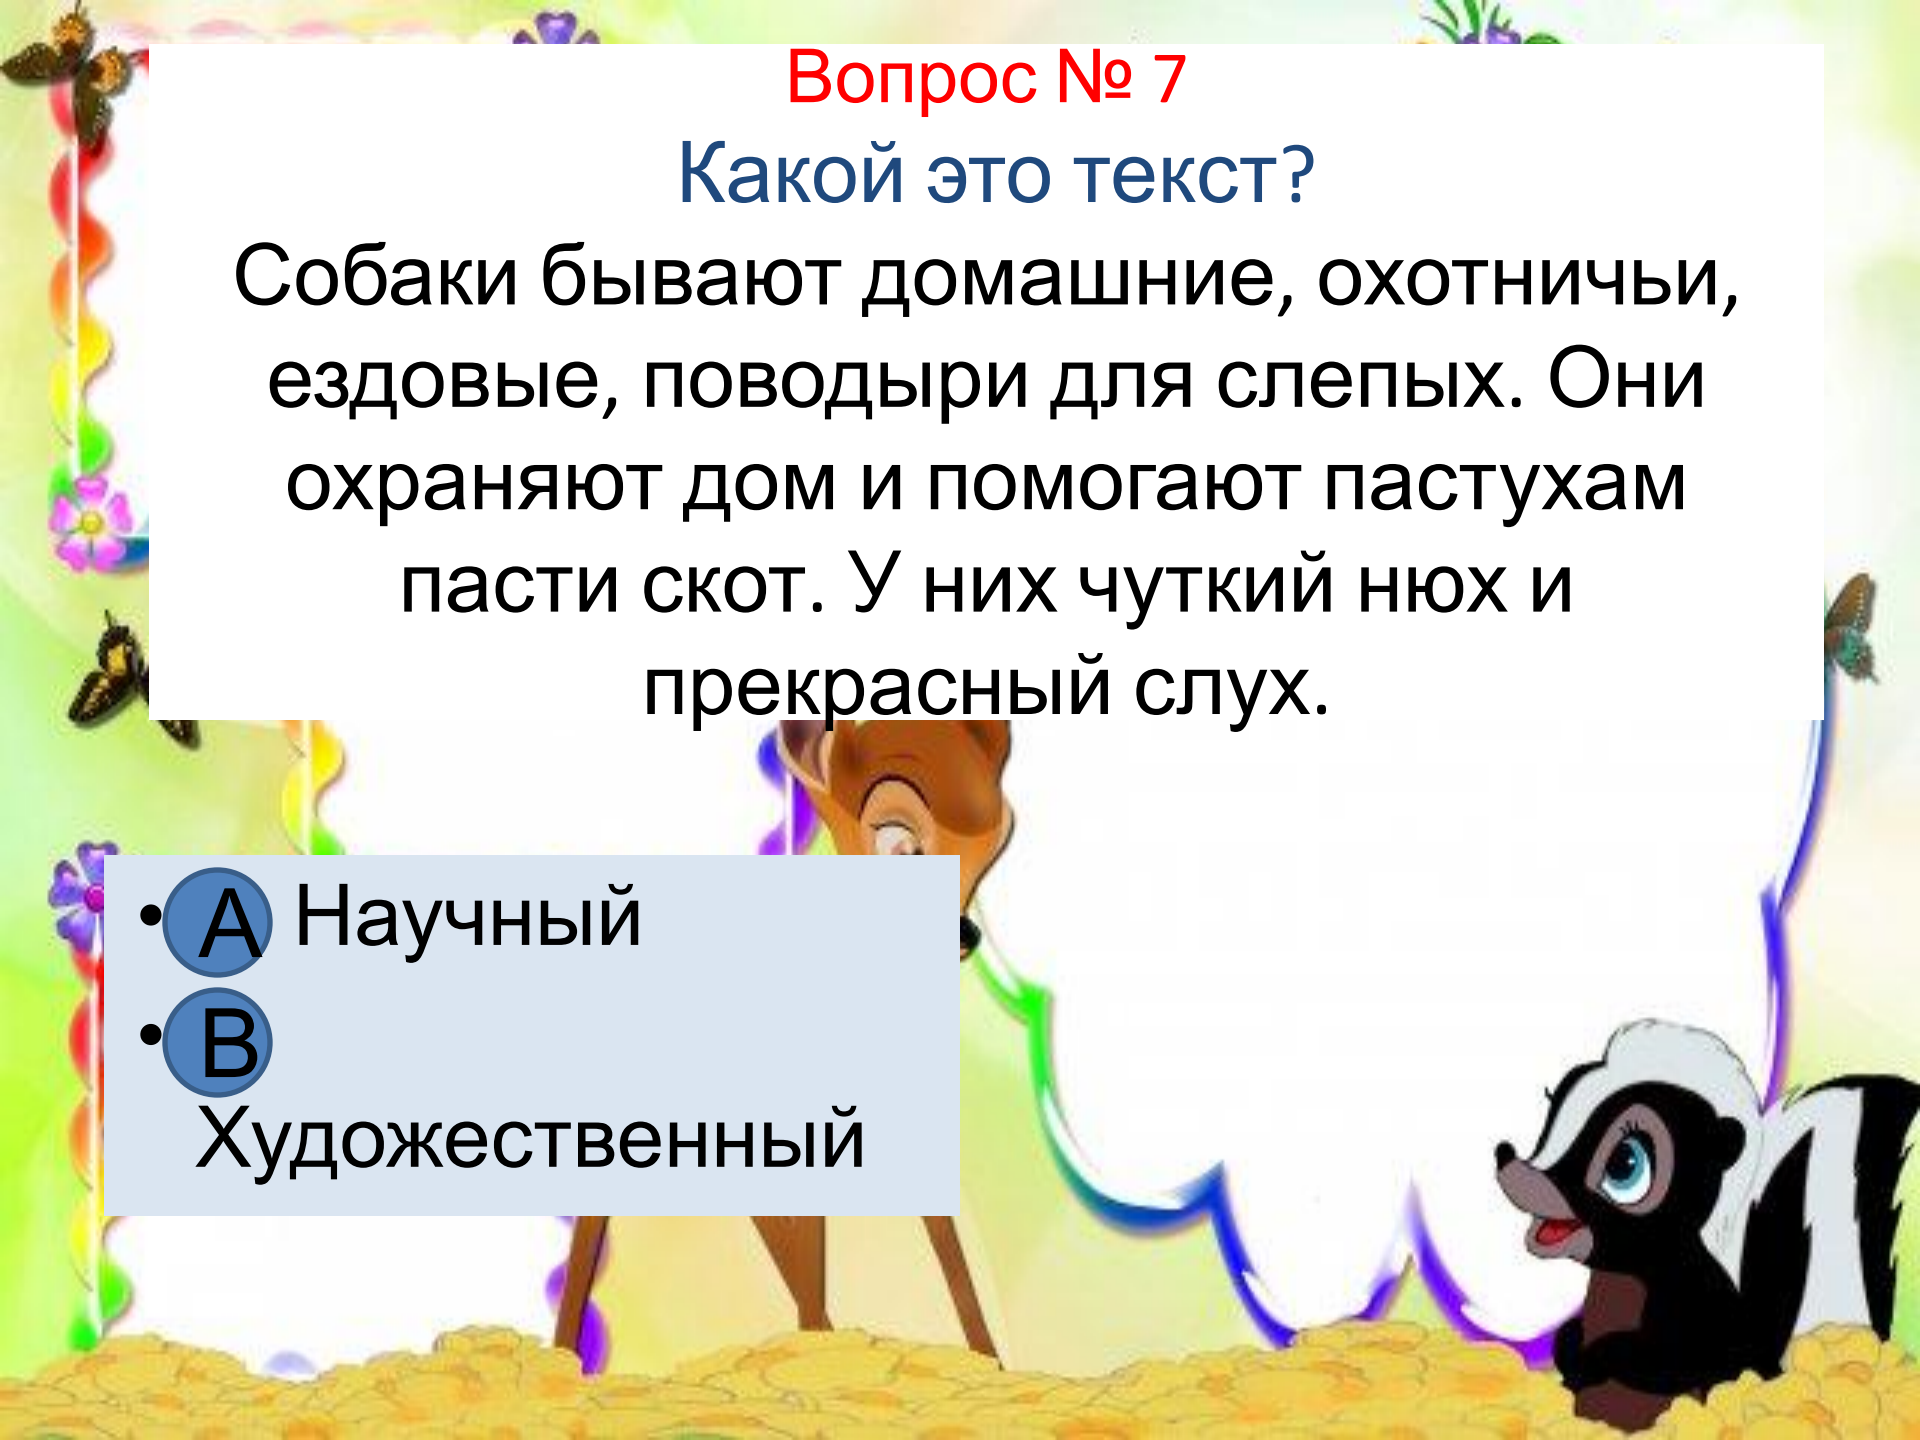 Вопрос № 7
Какой это текст?
Собаки бывают домашние, охотничьи,
ездовые, поводыри для слепых. Они
охраняют дом и помогают пастухам
пасти скот. У них чуткий нюх и
прекрасный слух.
• А Научный
• В
Художественный